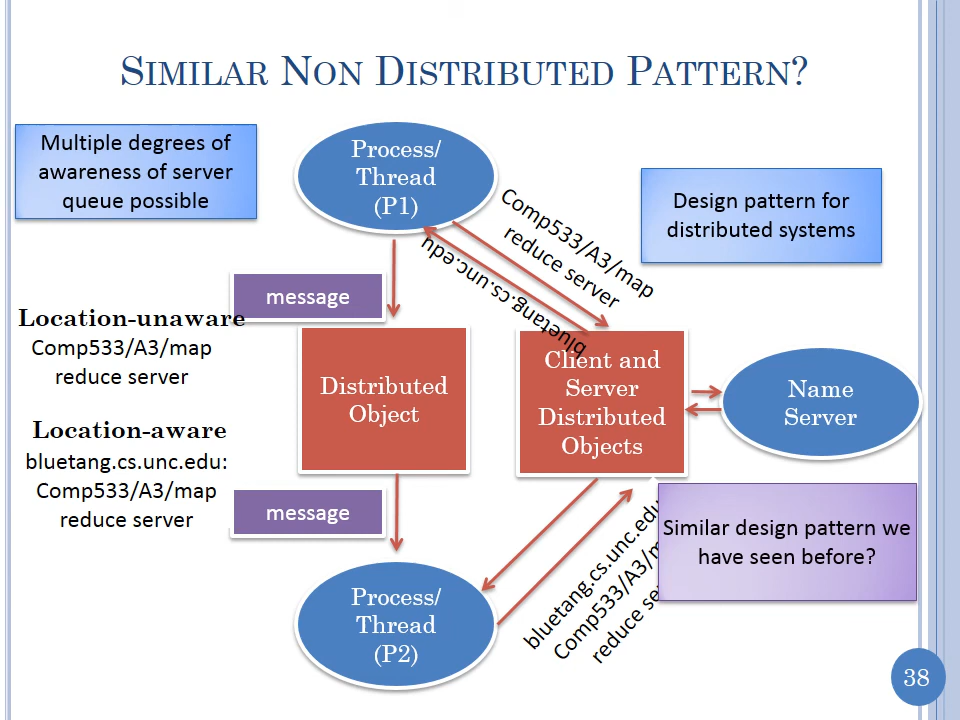 SIMILAR NON DISTRIBUTED PATTERN?
Multiple degrees of
awareness of server
queue possible
Process/
Thread
(P1)
Design pattern for
distributed systems
Comp533/A3/map
reduce server
bluetang.cs.unc.edu
message
Location-unaware
Comp533/A3/map
reduce server
Distributed
Object
Client and
Server
Distributed
Objects
Name
Server
Location-aware
bluetang.cs.unc.edu:
Comp533/A3/map
reduce server
message
bluetang.cs.unc.edu
Comp533/A3/m
reduce se
Similar design pattern we
have seen before?
Process/
Thread
(P2)
38